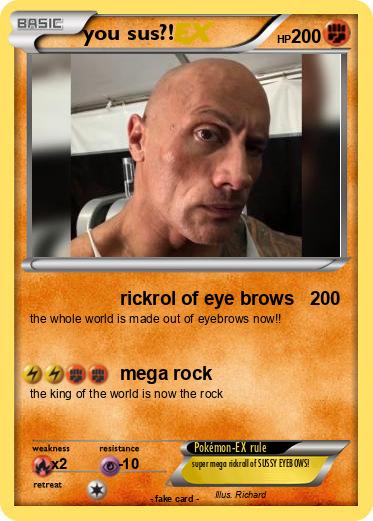 BASIC
you sus?! EX HP200
rickrol of eye brows 200
the whole world is made out of eyebrows now!!
mega rock
the king of the world is now the rock
weakness resistance
x2 -10
retreat
Pokémon-EX rule
super mega rickroll of SUSSY EYEBOWS!
- fake card - Illus. Richard